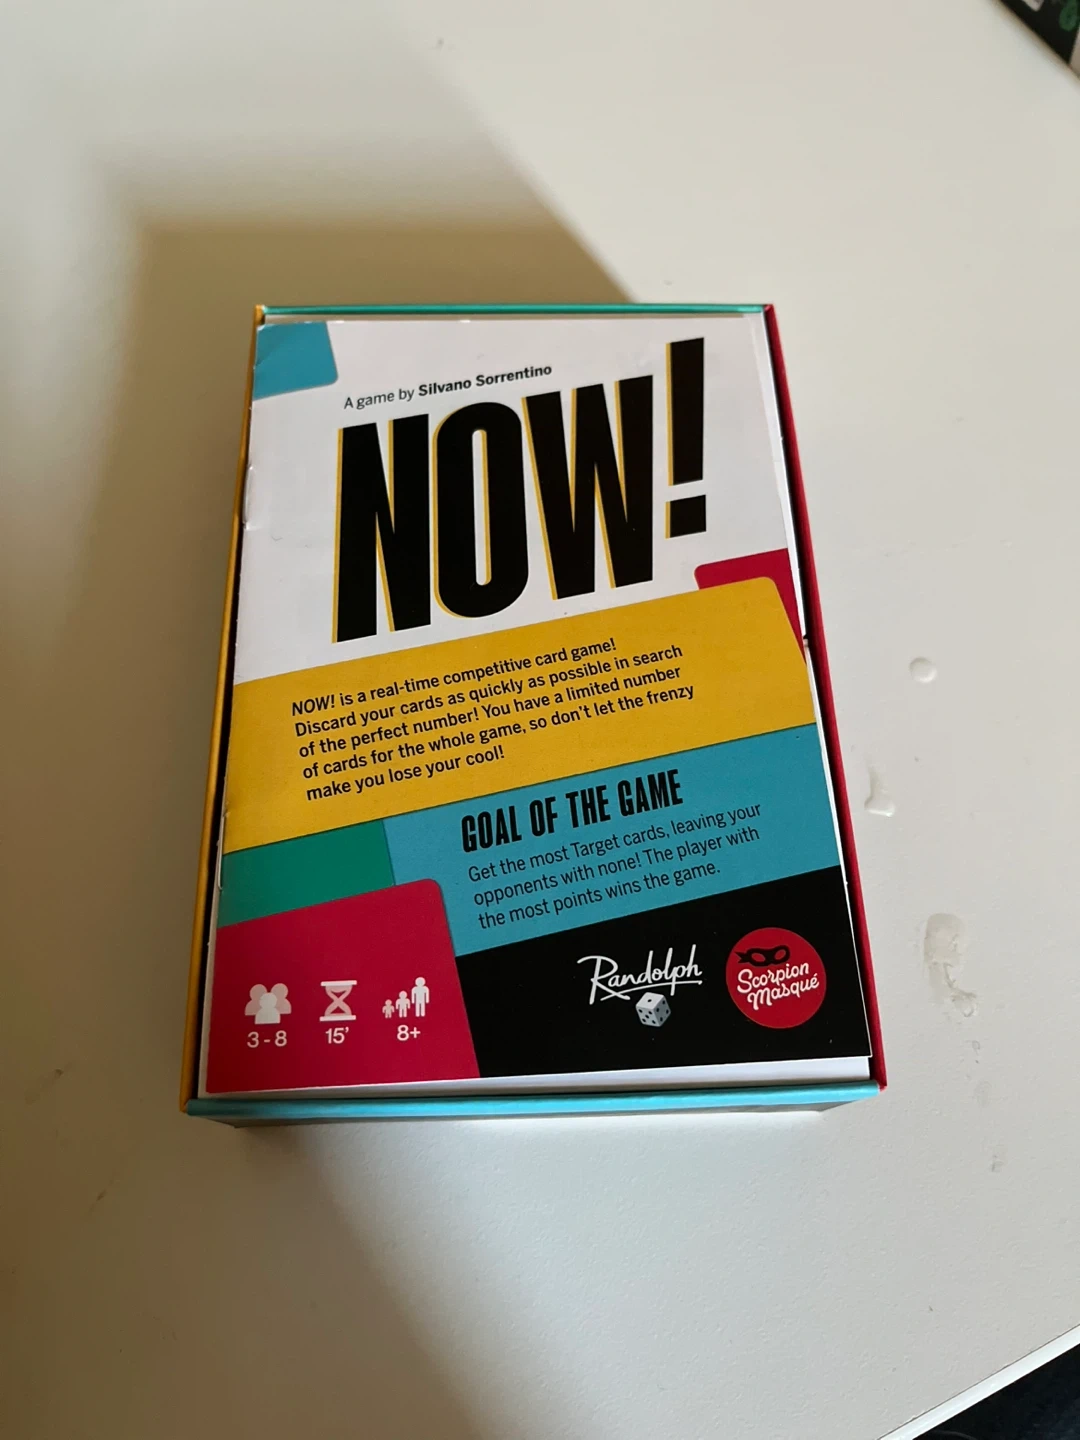 A game by Silvano Sorrentino
NOW!
NOW! is a real-time competitive card game!
Discard your cards as quickly as possible in search
of the perfect number! You have a limited number
of cards for the whole game, so don't let the frenzy
make you lose your cool!
GOAL OF THE GAME
Get the most Target cards, leaving your
opponents with none! The player with
the most points wins the game.
Randolph
Scorpion
Masqué
3-8
15'
8+